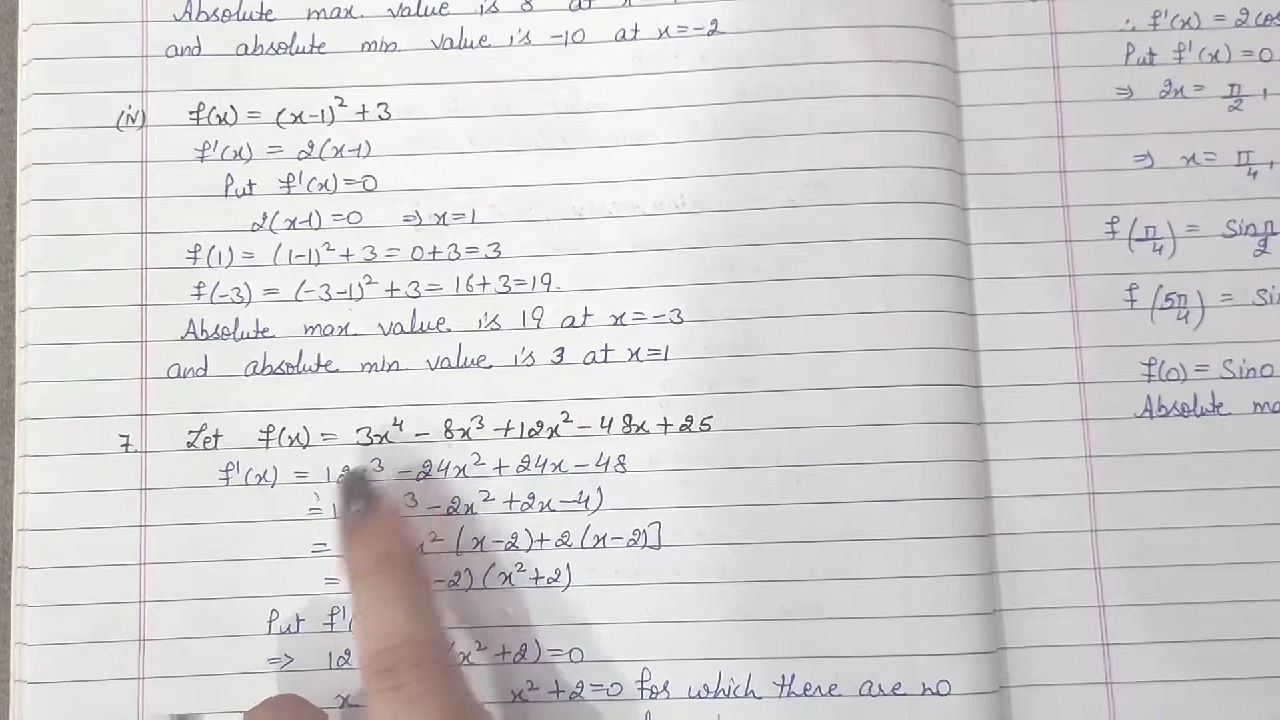 Absolute max. value is 8 at
and absolute min value is -10 at x=-2
(iv) f(x) = (x-1)² + 3
f'(x) = 2(x-1)
Put f'(x)=0
2(x-1)=0 ⇒ x=1
f(1) = (1-1)² + 3 = 0+3=3
f(-3) = (-3-1)² + 3 = 16+3=19.
Absolute max value is 19 at x=-3
and absolute min value is 3 at x=1
7. Let f(x) = 3x⁴ - 8x³ + 12x² - 48x + 25
f'(x) = 12x³ - 24x² + 24x - 48
= 1 ³ - 2x² + 2x - 4)
= x² (x-2)+2(x-2)]
= -2)(x²+2)
Put f'(
⇒ 12 (x²+2)=0
x x²+2=0 for which there are no
∴ f'(x) = 2cos
Put f'(x)=0
⇒ 2x = π/2,
⇒ x = π/4,
f(π/4) = Sin π/2
f(5π/4) = Sin
f(0) = Sin0
Absolute ma